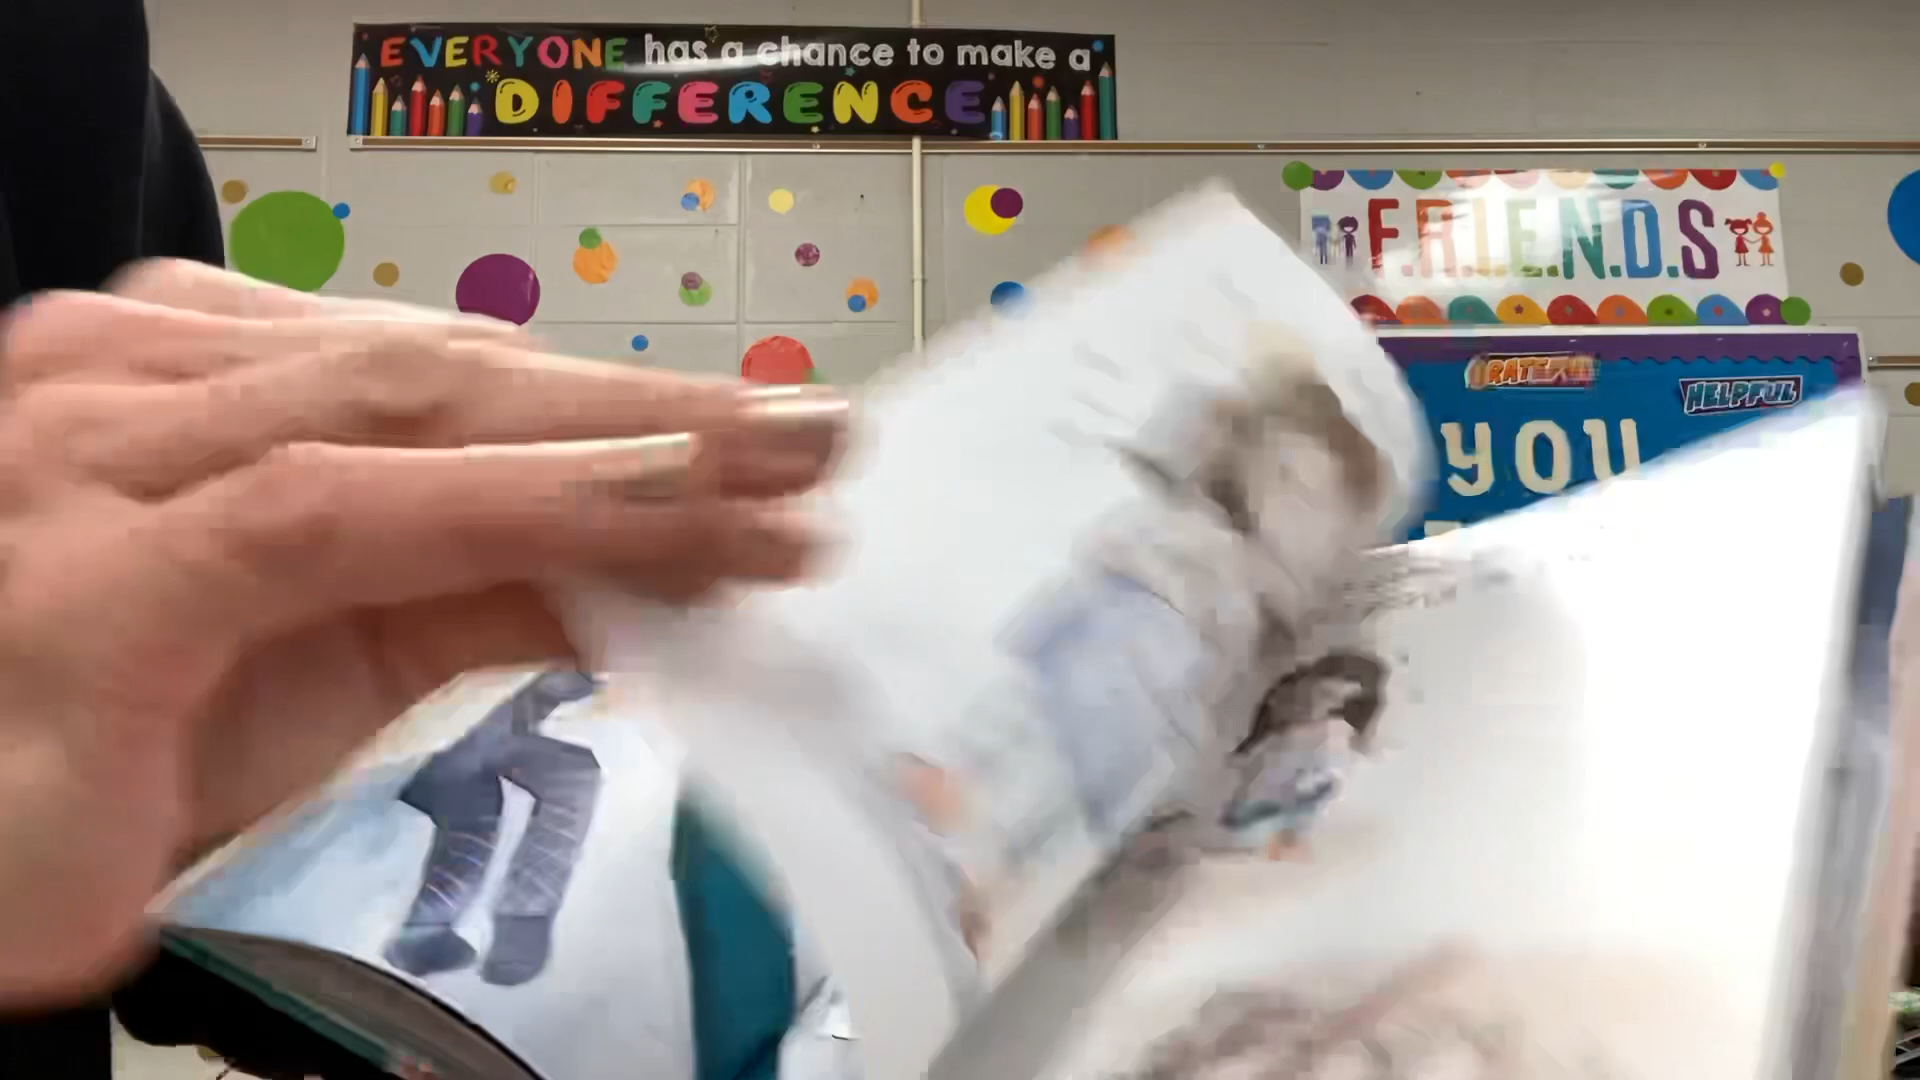 EVERYONE has a chance to make a
DIFFERENCE
F.R.I.E.N.D.S
GRATEFUL
HELPFUL
YOU